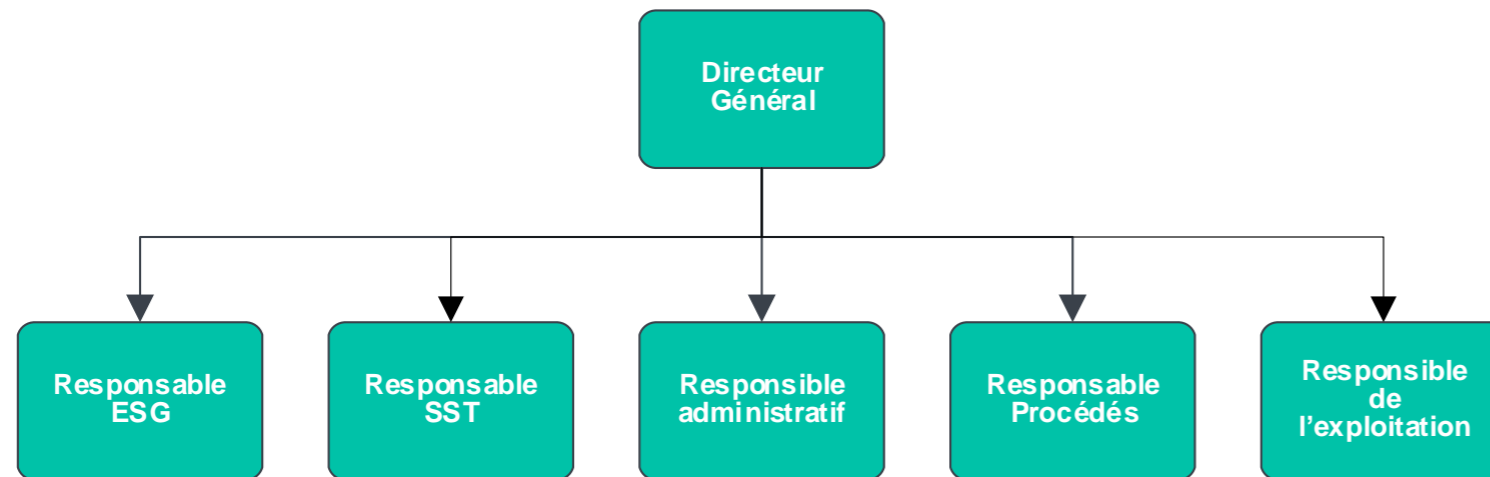 Directeur
Général
Responsable
ESG
Responsable
SST
Responsible
administratif
Responsable
Procédés
Responsible
de
l’exploitation